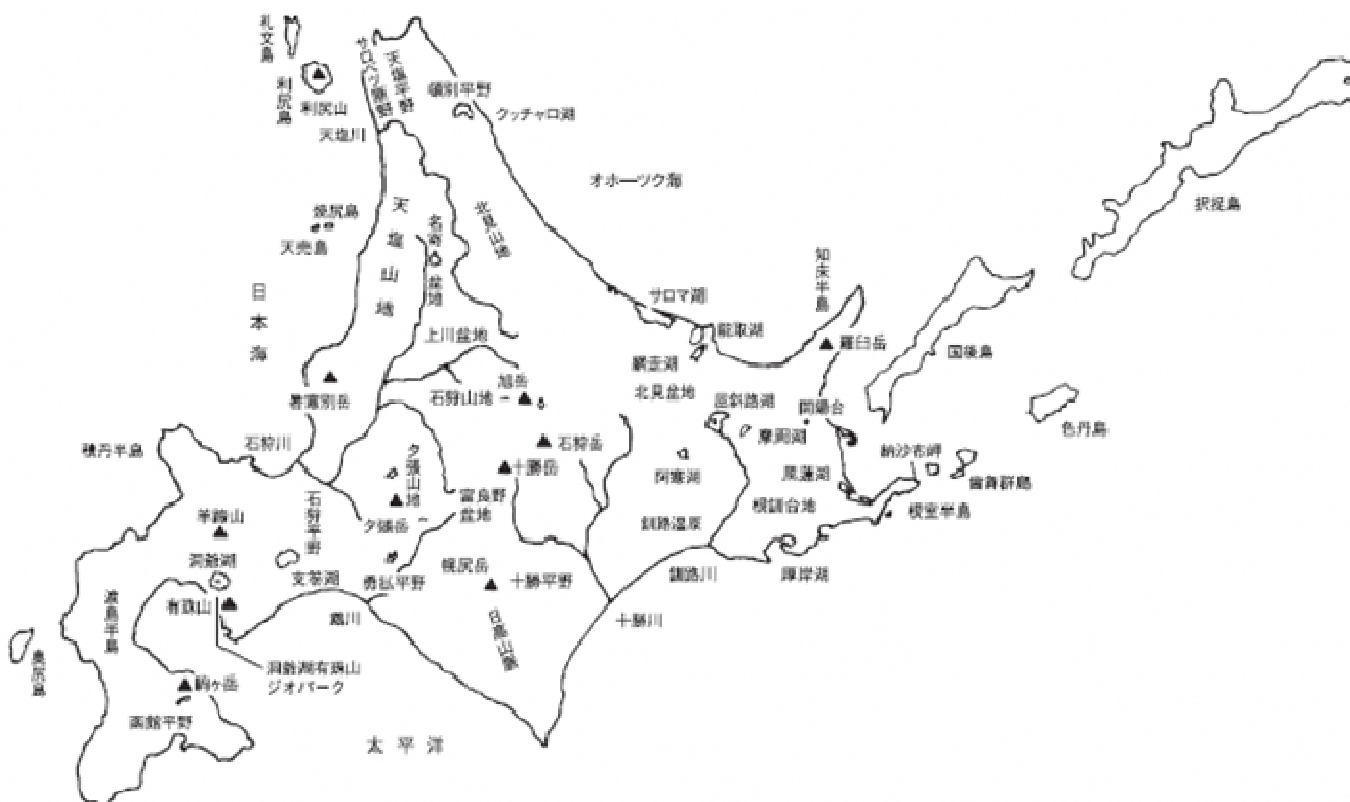 礼文島
利尻島
利尻山
サロベツ原野
天塩平野
頓別平野
クッチャロ湖
天塩川
オホーツク海
択捉島
焼尻島
天売島
天塩山地
名寄盆地
北見山地
日本海
知床半島
サロマ湖
能取湖
羅臼岳
国後島
上川盆地
網走湖
北見盆地
暑寒別岳
石狩山地
旭岳
屈斜路湖
開陽台
色丹島
積丹半島
石狩川
石狩岳
摩周湖
納沙布岬
歯舞群島
夕張山地
十勝岳
阿寒湖
風蓮湖
石狩平野
富良野
盆地
根釧台地
根室半島
羊蹄山
夕張岳
釧路湿原
洞爺湖
支笏湖
勇払平野
幌尻岳
十勝平野
釧路川
厚岸湖
有珠山
渡島半島
鵡川
十勝川
日高山脈
奥尻島
洞爺湖有珠山
ジオパーク
駒ヶ岳
函館平野
太平洋